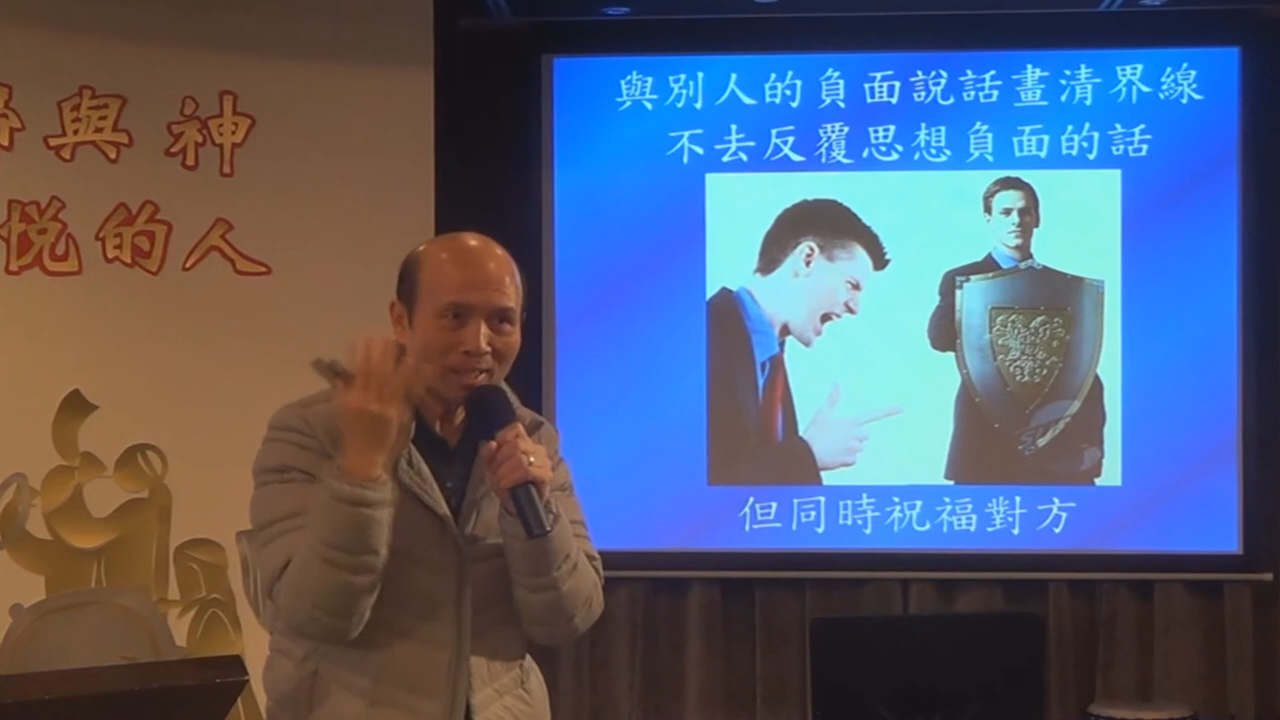 與神
悅的人
與別人的負面說話畫清界線
不去反覆思想負面的話
但同時祝福對方